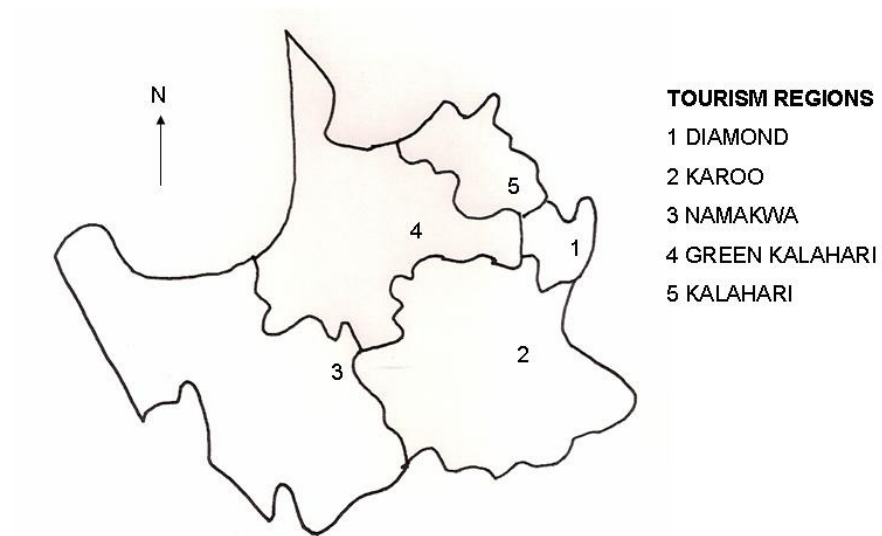 N
TOURISM REGIONS
1 DIAMOND
2 KAROO
3 NAMAKWA
4 GREEN KALAHARI
5 KALAHARI
5
4
1
2
3